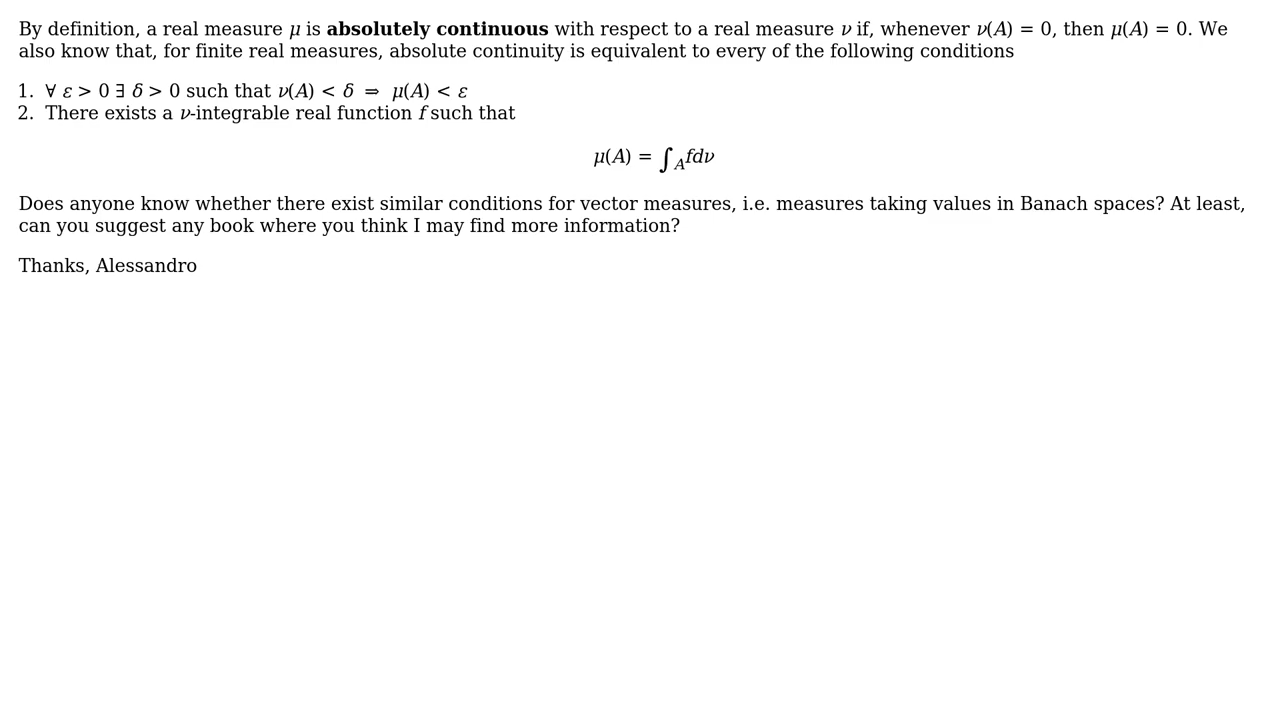 By definition, a real measure μ is absolutely continuous with respect to a real measure ν if, whenever ν(A) = 0, then μ(A) = 0. We
also know that, for finite real measures, absolute continuity is equivalent to every of the following conditions
1. ∀ ε > 0 ∃ δ > 0 such that ν(A) < δ ⇒ μ(A) < ε
2. There exists a ν-integrable real function f such that
μ(A) = ∫_A fdν
Does anyone know whether there exist similar conditions for vector measures, i.e. measures taking values in Banach spaces? At least,
can you suggest any book where you think I may find more information?
Thanks, Alessandro